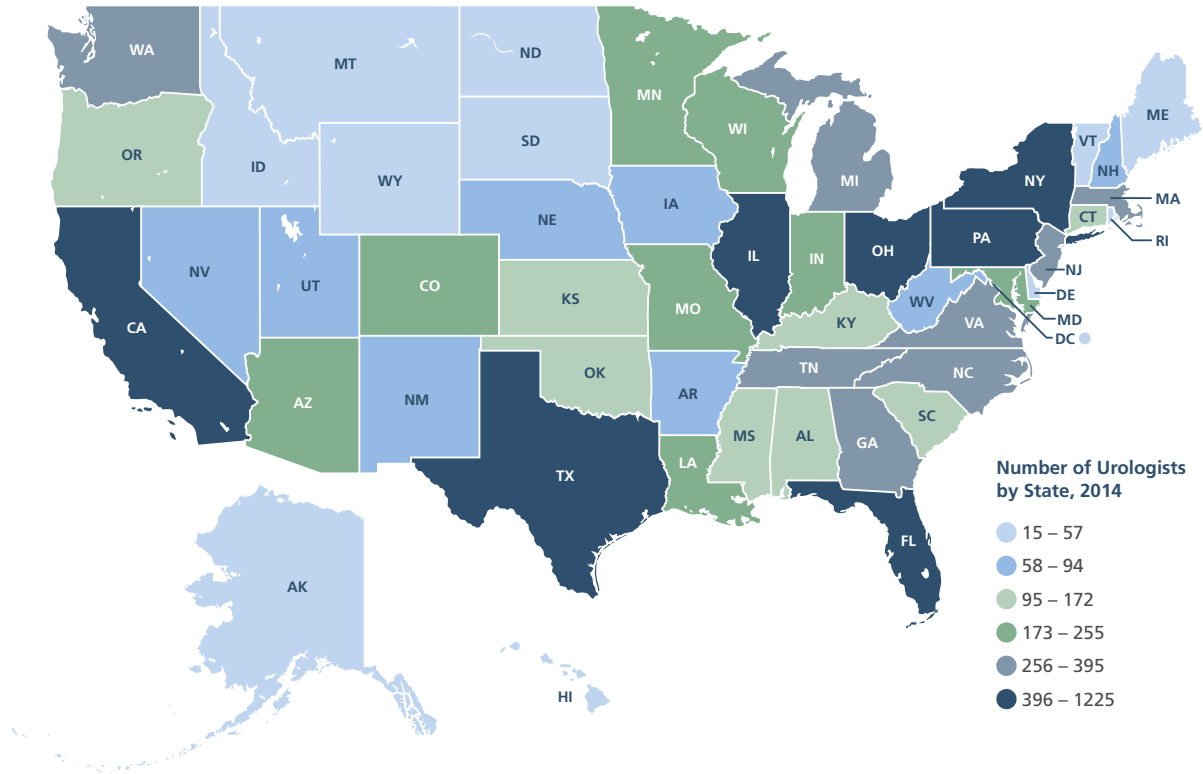 WA
MT
ND
MN
ME
OR
ID
SD
WI
VT
NH
WY
MI
NY
MA
NE
IA
CT
RI
NV
UT
CO
IL
IN
OH
PA
NJ
DE
KS
MO
WV
MD
CA
KY
VA
DC
AZ
NM
OK
AR
TN
NC
MS
AL
GA
SC
LA
TX
FL
AK
HI
Number of Urologists
by State, 2014
15 – 57
58 – 94
95 – 172
173 – 255
256 – 395
396 – 1225